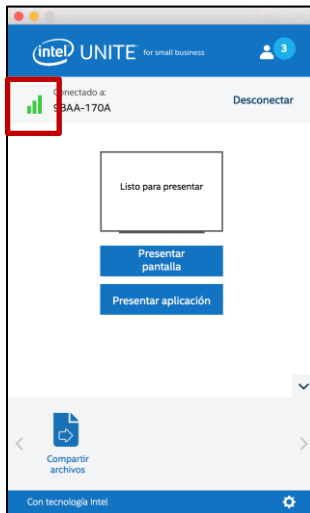 intel UNITE for small business
3
Conectado a:
9BAA-170A
Desconectar
Listo para presentar
Presentar
pantalla
Presentar aplicación
Compartir
archivos
Con tecnología Intel